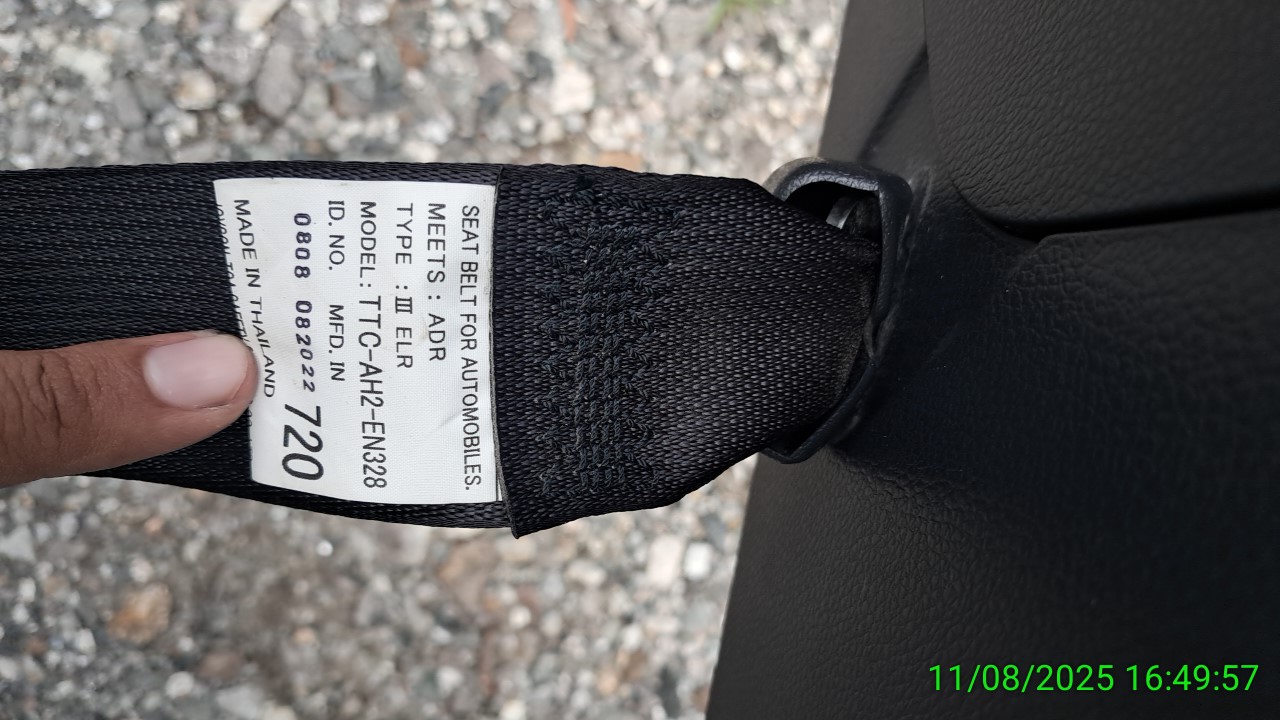 SEAT BELT FOR AUTOMOBILES.
MEETS : ADR
TYPE : III ELR
MODEL : TTC-AH2-EN328
ID. NO. MFD. IN
0808 082022 720
MADE IN THAILAND
11/08/2025 16:49:57